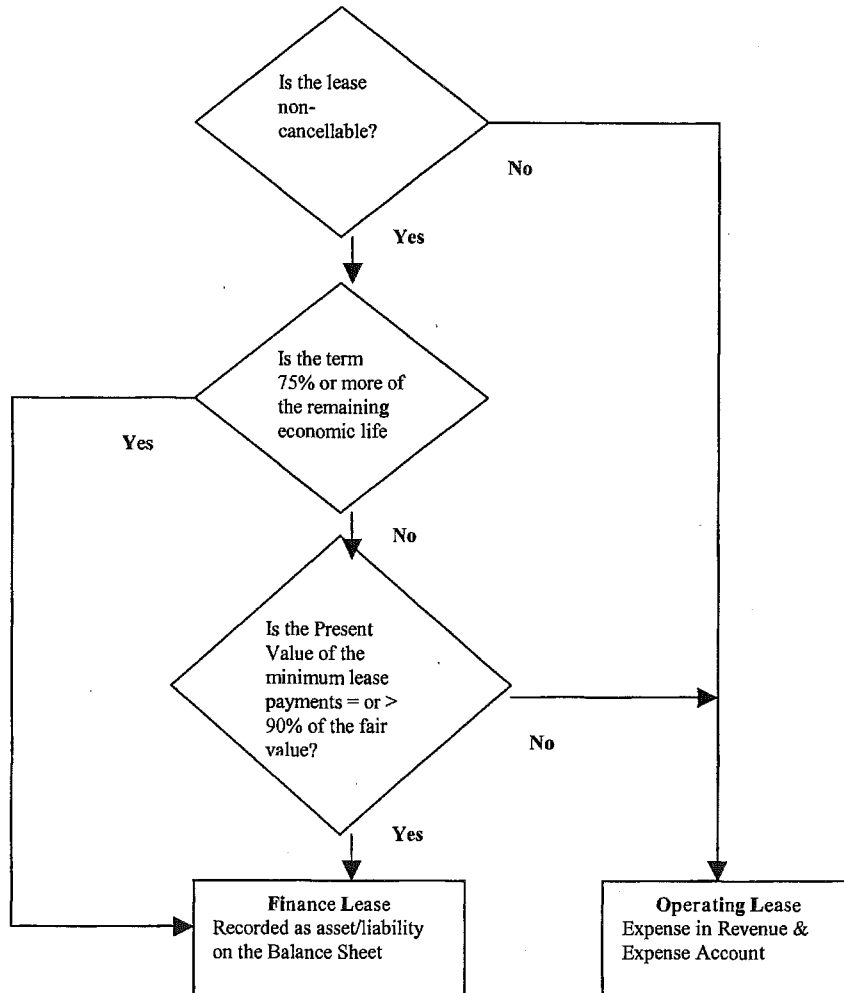 Is the lease
non-
cancellable?
No
Yes
Is the term
75% or more of
the remaining
economic life
Yes
No
Is the Present
Value of the
minimum lease
payments = or >
90% of the fair
value?
No
Yes
Finance Lease
Recorded as asset/liability
on the Balance Sheet
Operating Lease
Expense in Revenue &
Expense Account